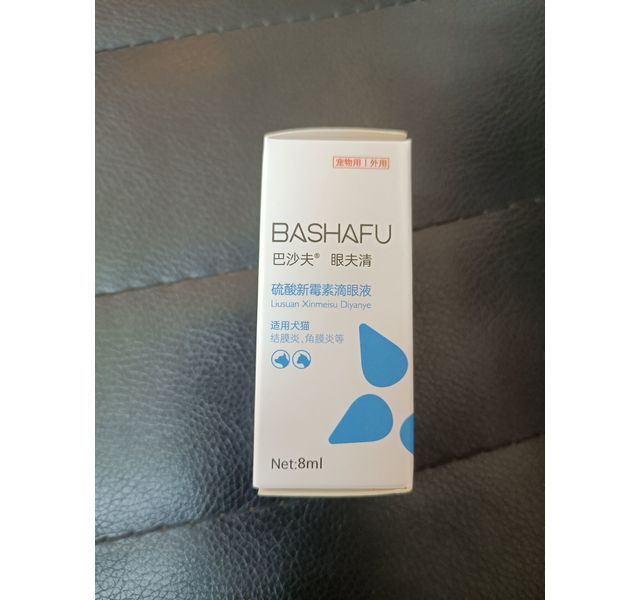 宠物用 | 外用
BASHAFU
巴沙夫® 眼夫清
硫酸新霉素滴眼液
Liusuan Xinmeisu Diyanye
适用犬猫
结膜炎、角膜炎等
Net:8ml